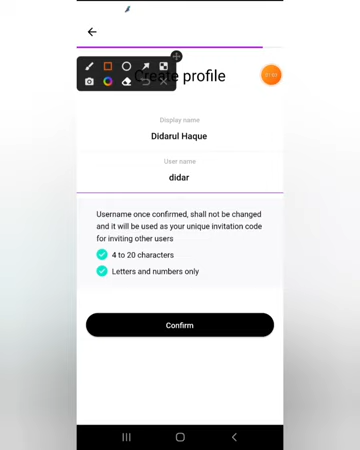 Create profile
Display name
Didarul Haque
User name
didar
Username once confirmed, shall not be changed
and it will be used as your unique invitation code
for inviting other users
4 to 20 characters
Letters and numbers only
Confirm